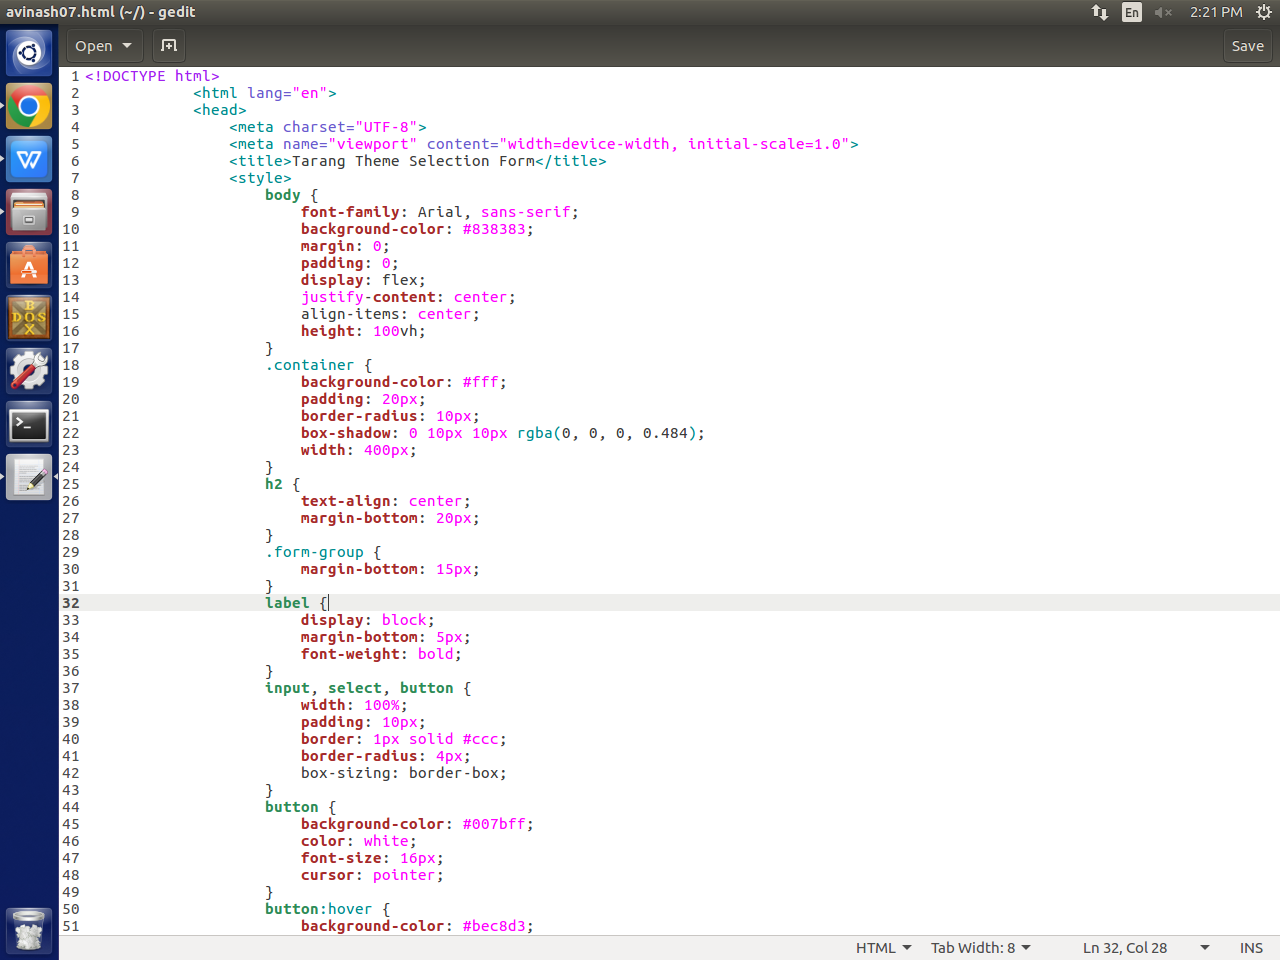 avinash07.html (~/) - gedit
En
2:21 PM
Open
Save
1 <!DOCTYPE html>
2 <html lang="en">
3 <head>
4 <meta charset="UTF-8">
5 <meta name="viewport" content="width=device-width, initial-scale=1.0">
6 <title>Tarang Theme Selection Form</title>
7 <style>
8 body {
9 font-family: Arial, sans-serif;
10 background-color: #838383;
11 margin: 0;
12 padding: 0;
13 display: flex;
14 justify-content: center;
15 align-items: center;
16 height: 100vh;
17 }
18 .container {
19 background-color: #fff;
20 padding: 20px;
21 border-radius: 10px;
22 box-shadow: 0 10px 10px rgba(0, 0, 0, 0.484);
23 width: 400px;
24 }
25 h2 {
26 text-align: center;
27 margin-bottom: 20px;
28 }
29 .form-group {
30 margin-bottom: 15px;
31 }
32 label {
33 display: block;
34 margin-bottom: 5px;
35 font-weight: bold;
36 }
37 input, select, button {
38 width: 100%;
39 padding: 10px;
40 border: 1px solid #ccc;
41 border-radius: 4px;
42 box-sizing: border-box;
43 }
44 button {
45 background-color: #007bff;
46 color: white;
47 font-size: 16px;
48 cursor: pointer;
49 }
50 button:hover {
51 background-color: #bec8d3;
HTML
Tab Width: 8
Ln 32, Col 28
INS
W
A
B
DOS
X
>_